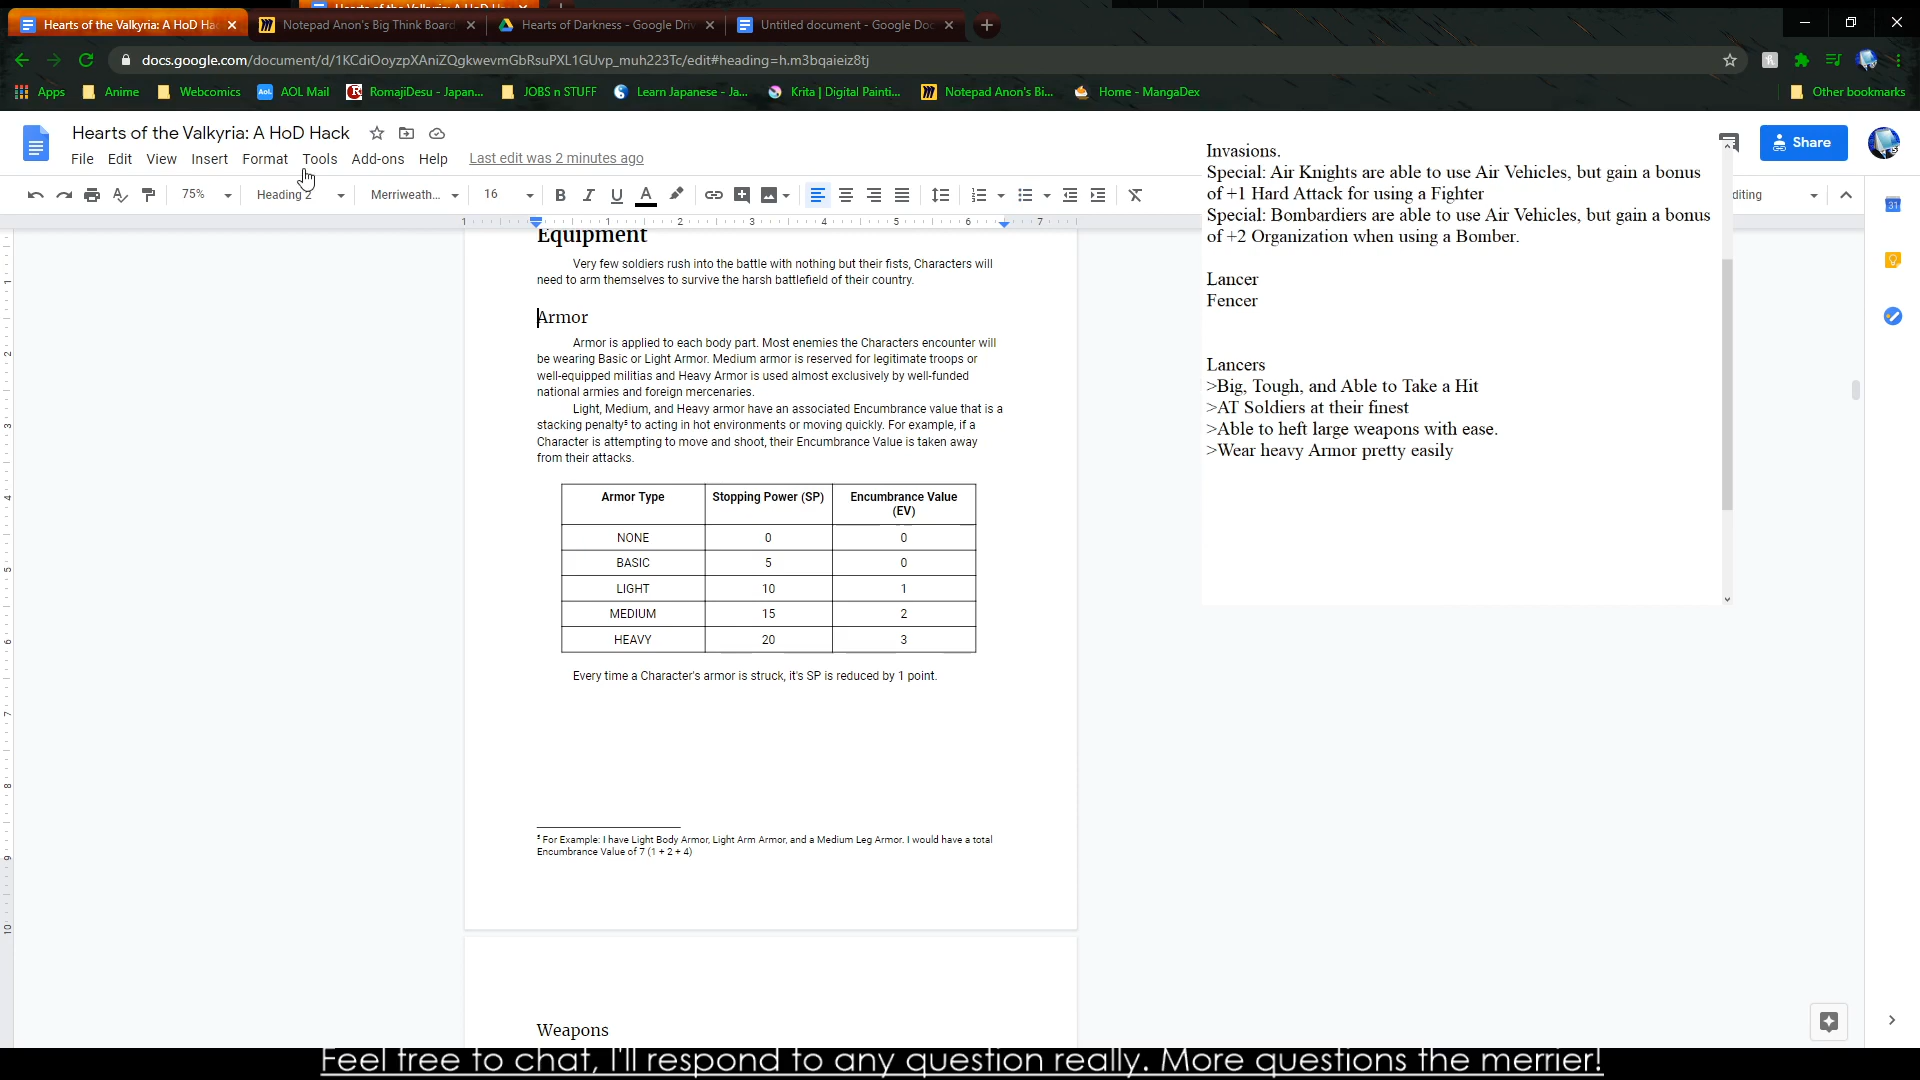 Hearts of the Valkyria: A HoD Hac
Notepad Anon's Big Think Board
Hearts of Darkness - Google Driv
Untitled document - Google Doc
docs.google.com/document/d/1KCdiOoyzpXAniZQgkwevmGbRsuPXL1GUvp_muh223Tc/edit#heading=h.m3bqaieiz8tj
Apps
Anime
Webcomics
AOL Mail
RomajiDesu - Japan...
JOBS n STUFF
Learn Japanese - Ja...
Krita | Digital Painti...
Notepad Anon's Bi...
Home - MangaDex
Other bookmarks
Hearts of the Valkyria: A HoD Hack
File Edit View Insert Format Tools Add-ons Help Last edit was 2 minutes ago
Share
75% Heading 2 Merriweath... 16
diting
Equipment
Very few soldiers rush into the battle with nothing but their fists, Characters will
need to arm themselves to survive the harsh battlefield of their country.
Armor
Armor is applied to each body part. Most enemies the Characters encounter will
be wearing Basic or Light Armor. Medium armor is reserved for legitimate troops or
well-equipped militias and Heavy Armor is used almost exclusively by well-funded
national armies and foreign mercenaries.
Light, Medium, and Heavy armor have an associated Encumbrance value that is a
stacking penalty⁵ to acting in hot environments or moving quickly. For example, if a
Character is attempting to move and shoot, their Encumbrance Value is taken away
from their attacks.
Armor Type Stopping Power (SP) Encumbrance Value
(EV)
NONE 0 0
BASIC 5 0
LIGHT 10 1
MEDIUM 15 2
HEAVY 20 3
Every time a Character's armor is struck, it's SP is reduced by 1 point.
⁵ For Example: I have Light Body Armor, Light Arm Armor, and a Medium Leg Armor. I would have a total
Encumbrance Value of 7 (1 + 2 + 4)
Weapons
Invasions.
Special: Air Knights are able to use Air Vehicles, but gain a bonus
of +1 Hard Attack for using a Fighter
Special: Bombardiers are able to use Air Vehicles, but gain a bonus
of +2 Organization when using a Bomber.
Lancer
Fencer
Lancers
>Big, Tough, and Able to Take a Hit
>AT Soldiers at their finest
>Able to heft large weapons with ease.
>Wear heavy Armor pretty easily
Feel free to chat, I'll respond to any question really. More questions the merrier!